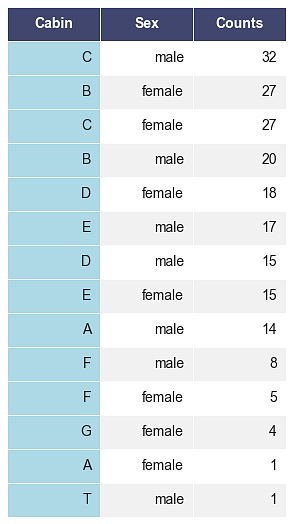 Cabin Sex Counts
C male 32
B female 27
C female 27
B male 20
D female 18
E male 17
D male 15
E female 15
A male 14
F male 8
F female 5
G female 4
A female 1
T male 1